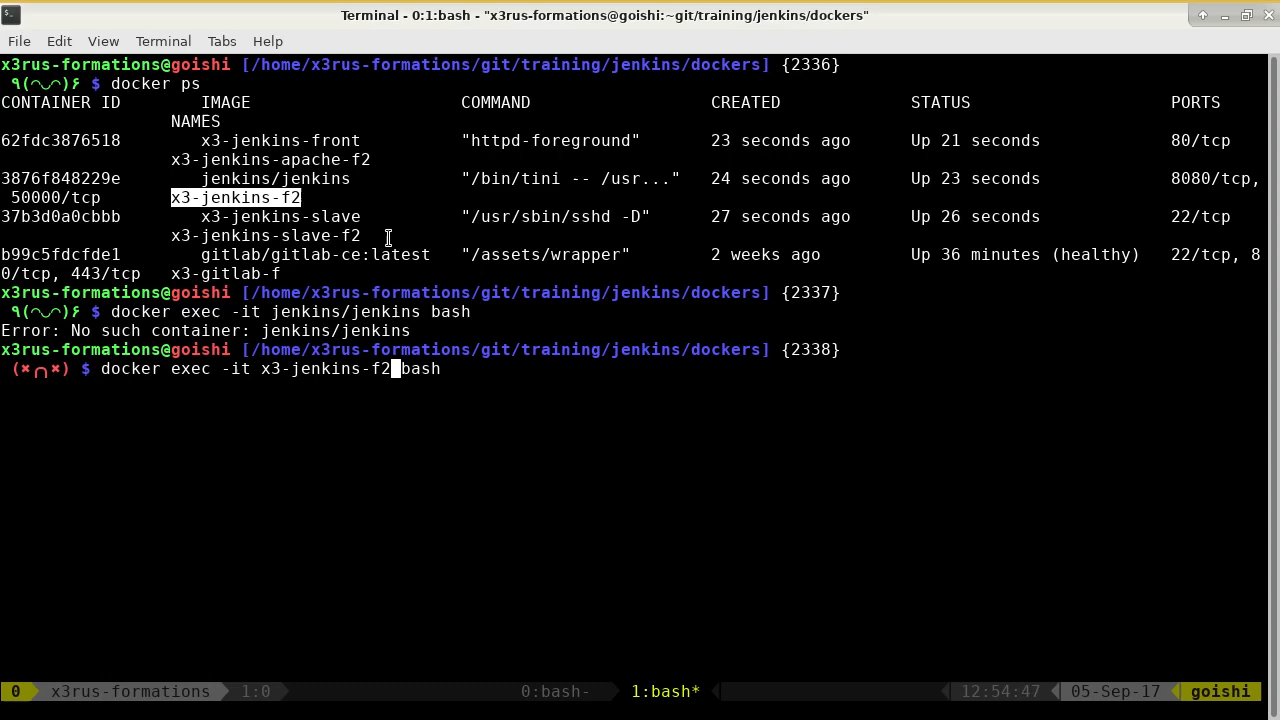 Terminal - 0:1:bash - "x3rus-formations@goishi:~git/training/jenkins/dockers"
File Edit View Terminal Tabs Help
x3rus-formations@goishi [/home/x3rus-formations/git/training/jenkins/dockers] {2336}
٩(◠◡◠)۶ $ docker ps
CONTAINER ID        IMAGE                     COMMAND                  CREATED             STATUS                    PORTS
NAMES
62fdc3876518        x3-jenkins-front          "httpd-foreground"       23 seconds ago      Up 21 seconds             80/tcp
x3-jenkins-apache-f2
3876f848229e        jenkins/jenkins           "/bin/tini -- /usr..."   24 seconds ago      Up 23 seconds             8080/tcp,
50000/tcp       x3-jenkins-f2
37b3d0a0cbbb        x3-jenkins-slave          "/usr/sbin/sshd -D"      27 seconds ago      Up 26 seconds             22/tcp
x3-jenkins-slave-f2
b99c5fdcfde1        gitlab/gitlab-ce:latest   "/assets/wrapper"        2 weeks ago         Up 36 minutes (healthy)   22/tcp, 8
0/tcp, 443/tcp   x3-gitlab-f
x3rus-formations@goishi [/home/x3rus-formations/git/training/jenkins/dockers] {2337}
٩(◠◡◠)۶ $ docker exec -it jenkins/jenkins bash
Error: No such container: jenkins/jenkins
x3rus-formations@goishi [/home/x3rus-formations/git/training/jenkins/dockers] {2338}
(✖╭╮✖) $ docker exec -it x3-jenkins-f2 bash
0 x3rus-formations 1:0 0:bash- 1:bash* 12:54:47 05-Sep-17 goishi